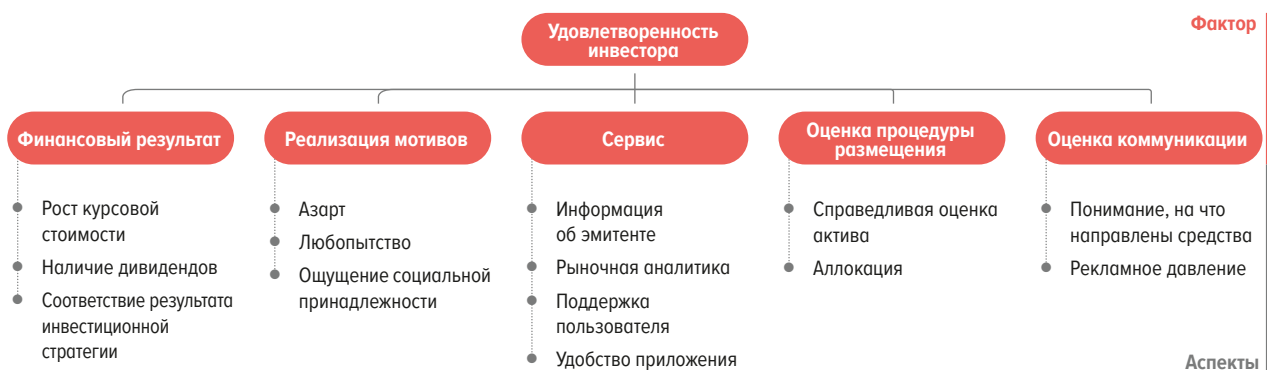 Удовлетворенность
инвестора
Фактор
Финансовый результат
Реализация мотивов
Сервис
Оценка процедуры
размещения
Оценка коммуникации
Рост курсовой
стоимости
Наличие дивидендов
Соответствие результата
инвестиционной
стратегии
Азарт
Любопытство
Ощущение социальной
принадлежности
Информация
об эмитенте
Рыночная аналитика
Поддержка
пользователя
Удобство приложения
Справедливая оценка
актива
Аллокация
Понимание, на что
направлены средства
Рекламное давление
Аспекты